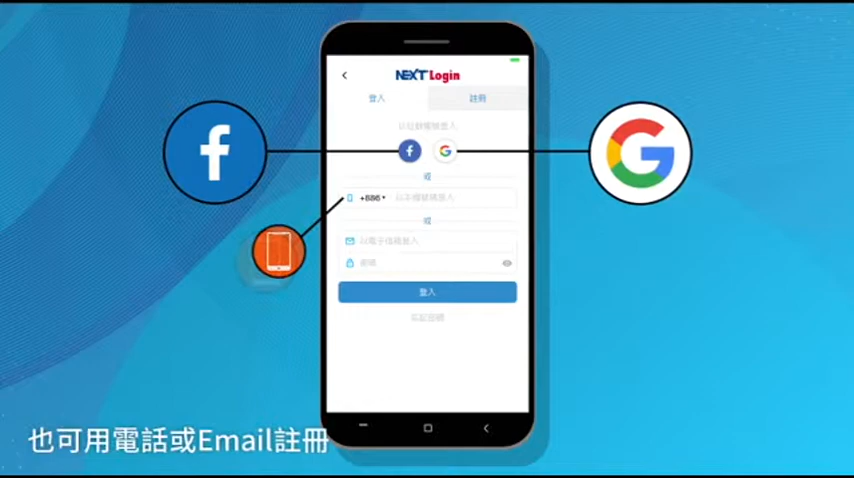 NEXT Login
登入
註冊
以社群帳號登入
或
+886
以手機號碼登入
或
以電子信箱登入
密碼
登入
忘記密碼
也可用電話或Email註冊